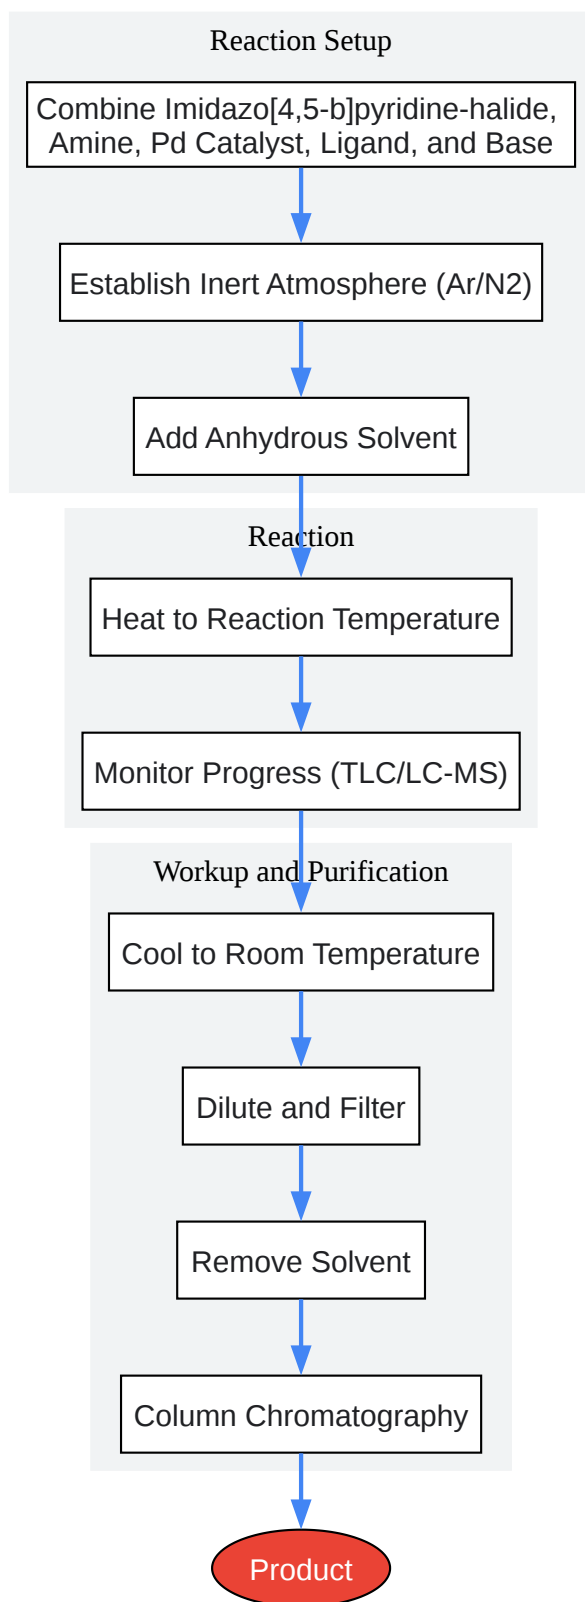 Reaction Setup
Combine Imidazo[4,5-b]pyridine-halide,
Amine, Pd Catalyst, Ligand, and Base
Establish Inert Atmosphere (Ar/N2)
Add Anhydrous Solvent
Reaction
Heat to Reaction Temperature
Monitor Progress (TLC/LC-MS)
Workup and Purification
Cool to Room Temperature
Dilute and Filter
Remove Solvent
Column Chromatography
Product